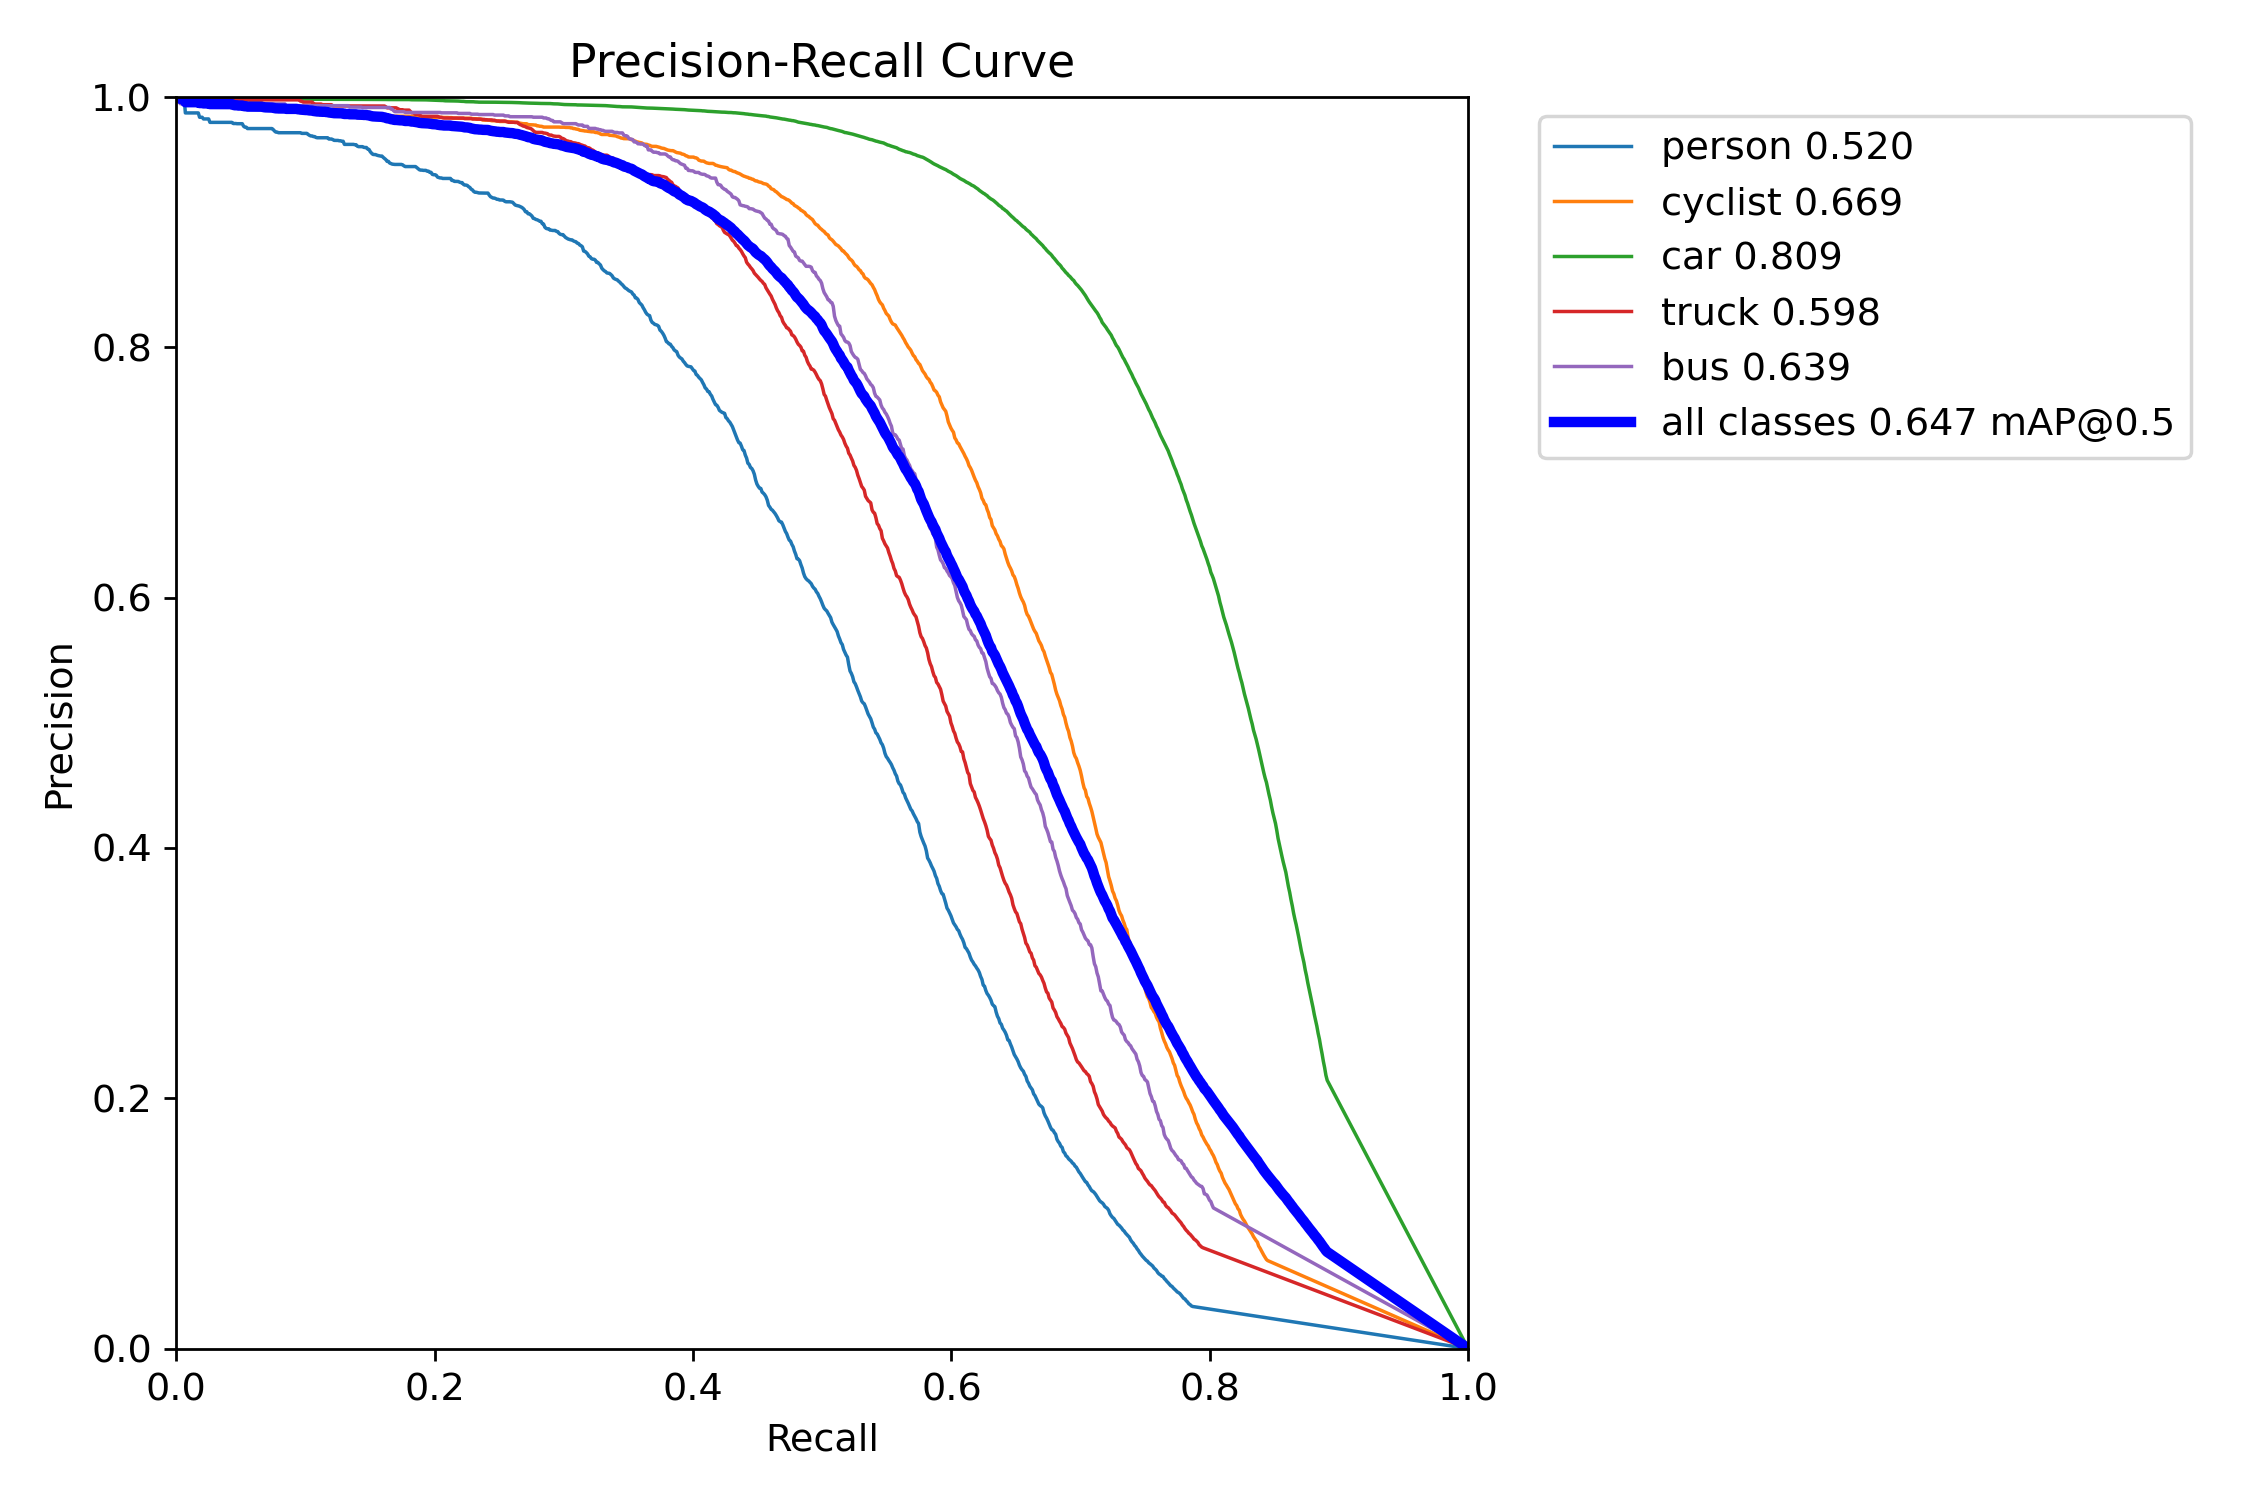 Precision-Recall Curve
1.0
0.8
0.6
0.4
0.2
0.0
Precision
0.0 0.2 0.4 0.6 0.8 1.0
Recall
person 0.520
cyclist 0.669
car 0.809
truck 0.598
bus 0.639
all classes 0.647 mAP@0.5